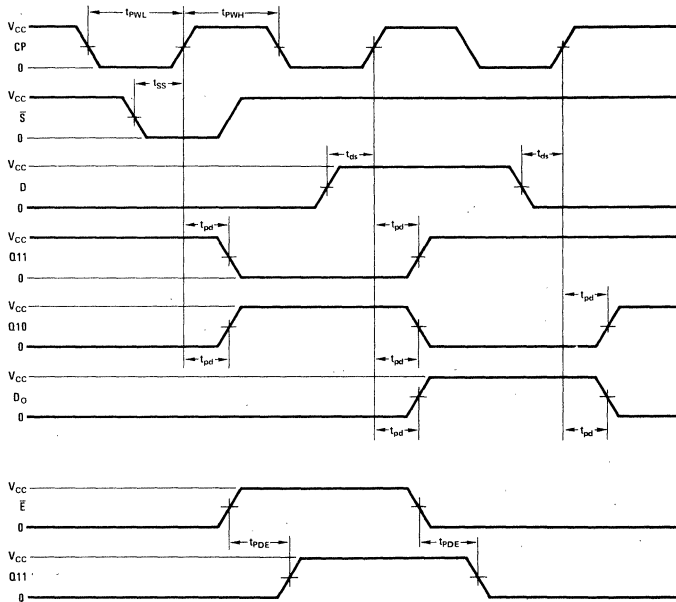 tPWL tPWH
VCC
CP
0
tSS
VCC
S̅
0
tds tds
VCC
D
0
tpd tpd
VCC
Q11
0
tpd
VCC
Q10
0
tpd tpd
VCC
DO
0
tpd tpd
VCC
E̅
0
tPDE tPDE
VCC
Q11
0